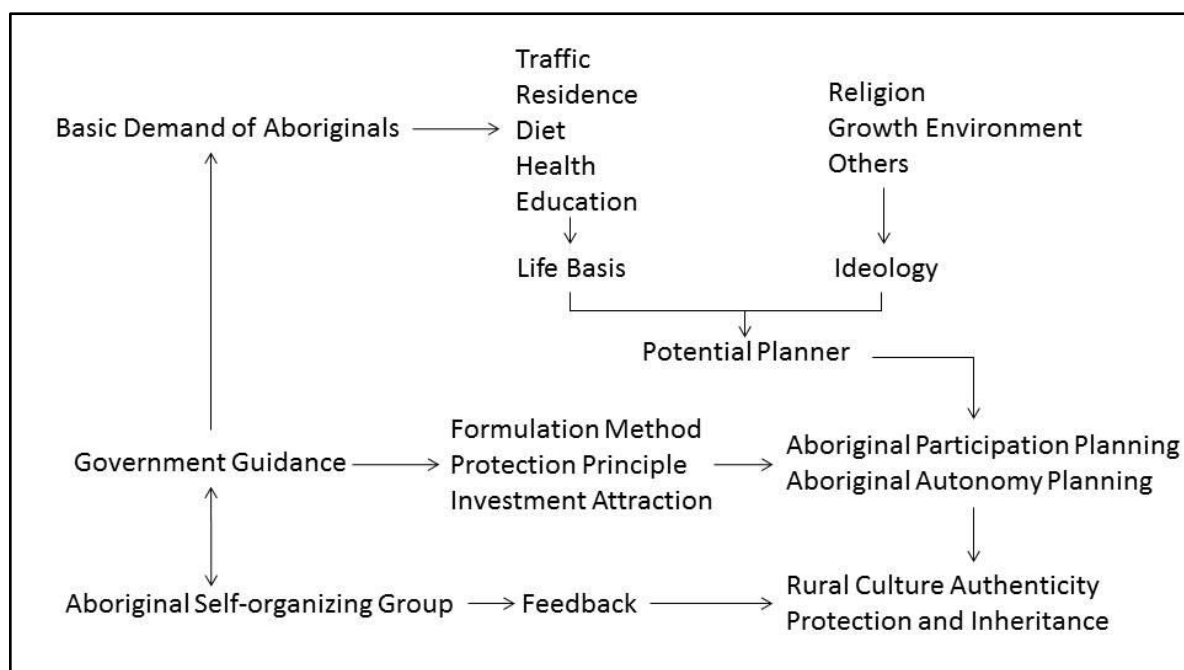 Traffic
Residence
Diet
Health
Education
Religion
Growth Environment
Others
Basic Demand of Aboriginals
Life Basis
Ideology
Potential Planner
Government Guidance
Formulation Method
Protection Principle
Investment Attraction
Aboriginal Participation Planning
Aboriginal Autonomy Planning
Aboriginal Self-organizing Group
Feedback
Rural Culture Authenticity
Protection and Inheritance